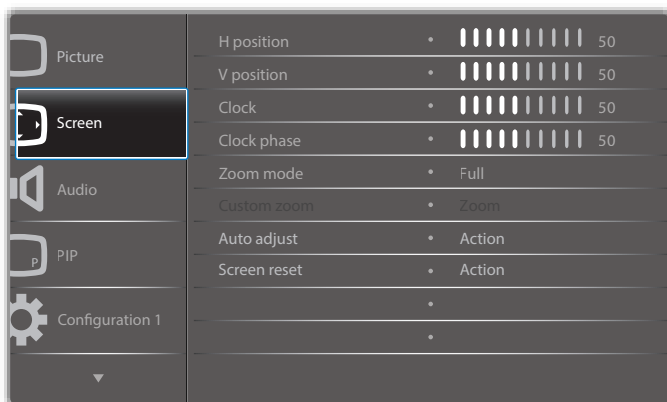 Picture
Screen
Audio
P
PIP
Configuration 1
H position • 50
V position • 50
Clock • 50
Clock phase • 50
Zoom mode • Full
Custom zoom • Zoom
Auto adjust • Action
Screen reset • Action
•
•